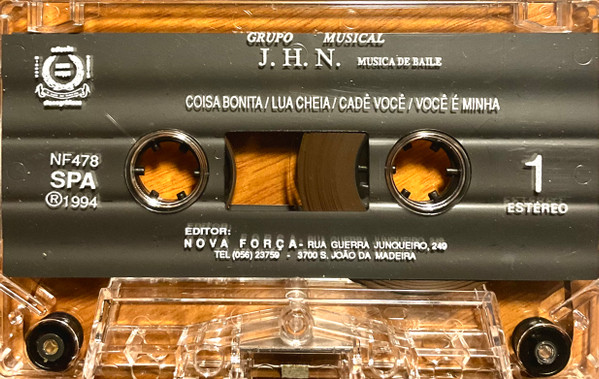 GRUPO MUSICAL
J. H. N. MUSICA DE BAILE
COISA BONITA / LUA CHEIA / CADÊ VOCÊ / VOCÊ É MINHA
NF478
SPA
Ⓡ1994
1
ESTÉREO
EDITOR:
NOVA FORÇA - RUA GUERRA JUNQUEIRO, 249
TEL (056) 23759 - 3700 S. JOÃO DA MADEIRA